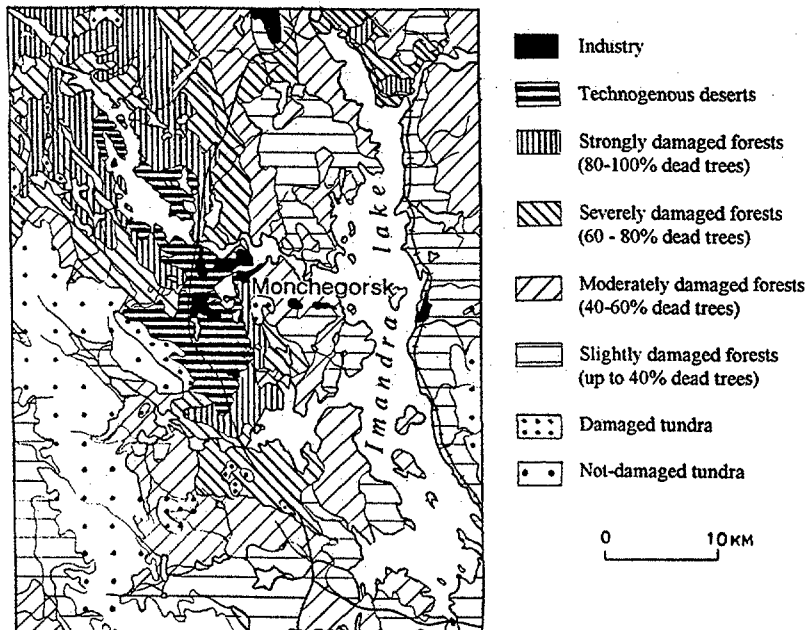 Monchegorsk
Imandra lake
Industry
Technogenous deserts
Strongly damaged forests
(80-100% dead trees)
Severely damaged forests
(60 - 80% dead trees)
Moderately damaged forests
(40-60% dead trees)
Slightly damaged forests
(up to 40% dead trees)
Damaged tundra
Not-damaged tundra
0 10 КМ